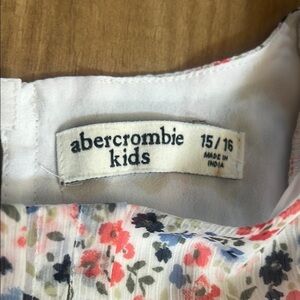 abercrombie
kids
15/16
MADE IN
INDIA